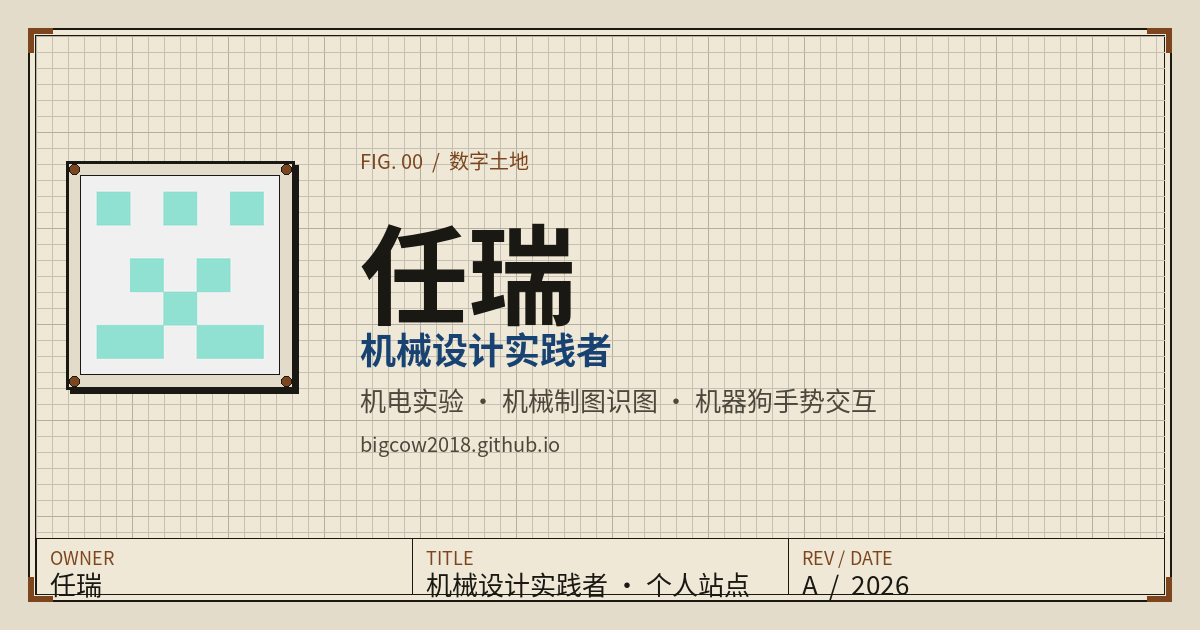 FIG. 00 / 数字土地
任瑞
机械设计实践者
机电实验 · 机械制图识图 · 机器狗手势交互
bigcow2018.github.io
OWNER
任瑞
TITLE
机械设计实践者 · 个人站点
REV / DATE
A / 2026